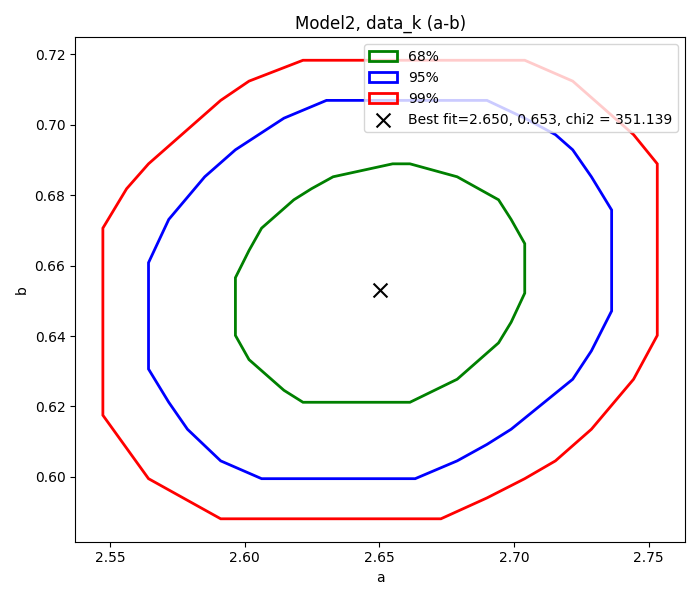 Model2, data_k (a-b)
68%
95%
99%
Best fit=2.650, 0.653, chi2 = 351.139
0.72
0.70
0.68
0.66
0.64
0.62
0.60
b
2.55 2.60 2.65 2.70 2.75
a